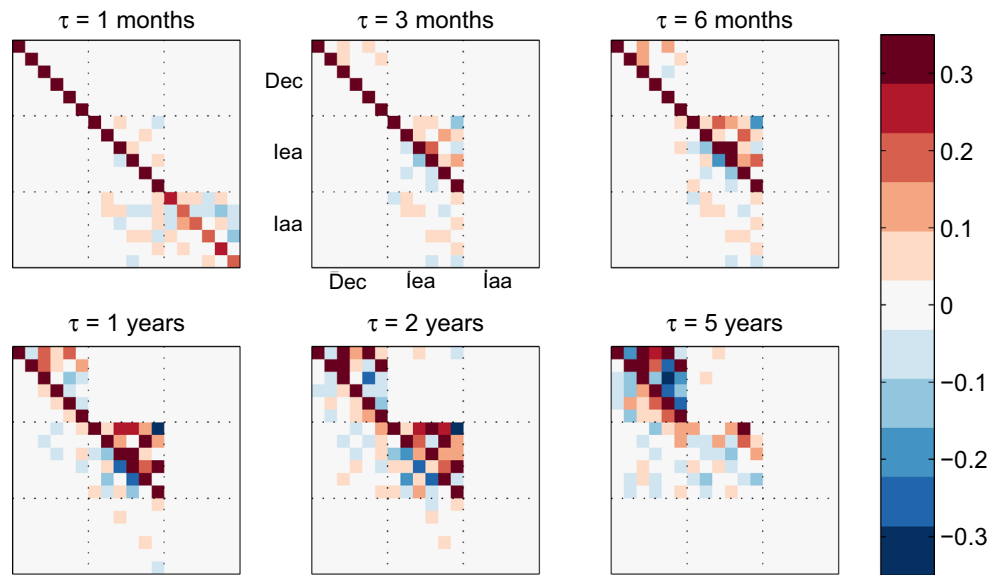 τ = 1 months
τ = 3 months
τ = 6 months
Dec
Iea
Iaa
Dec
Iea
Iaa
τ = 1 years
τ = 2 years
τ = 5 years
0.3
0.2
0.1
0
−0.1
−0.2
−0.3